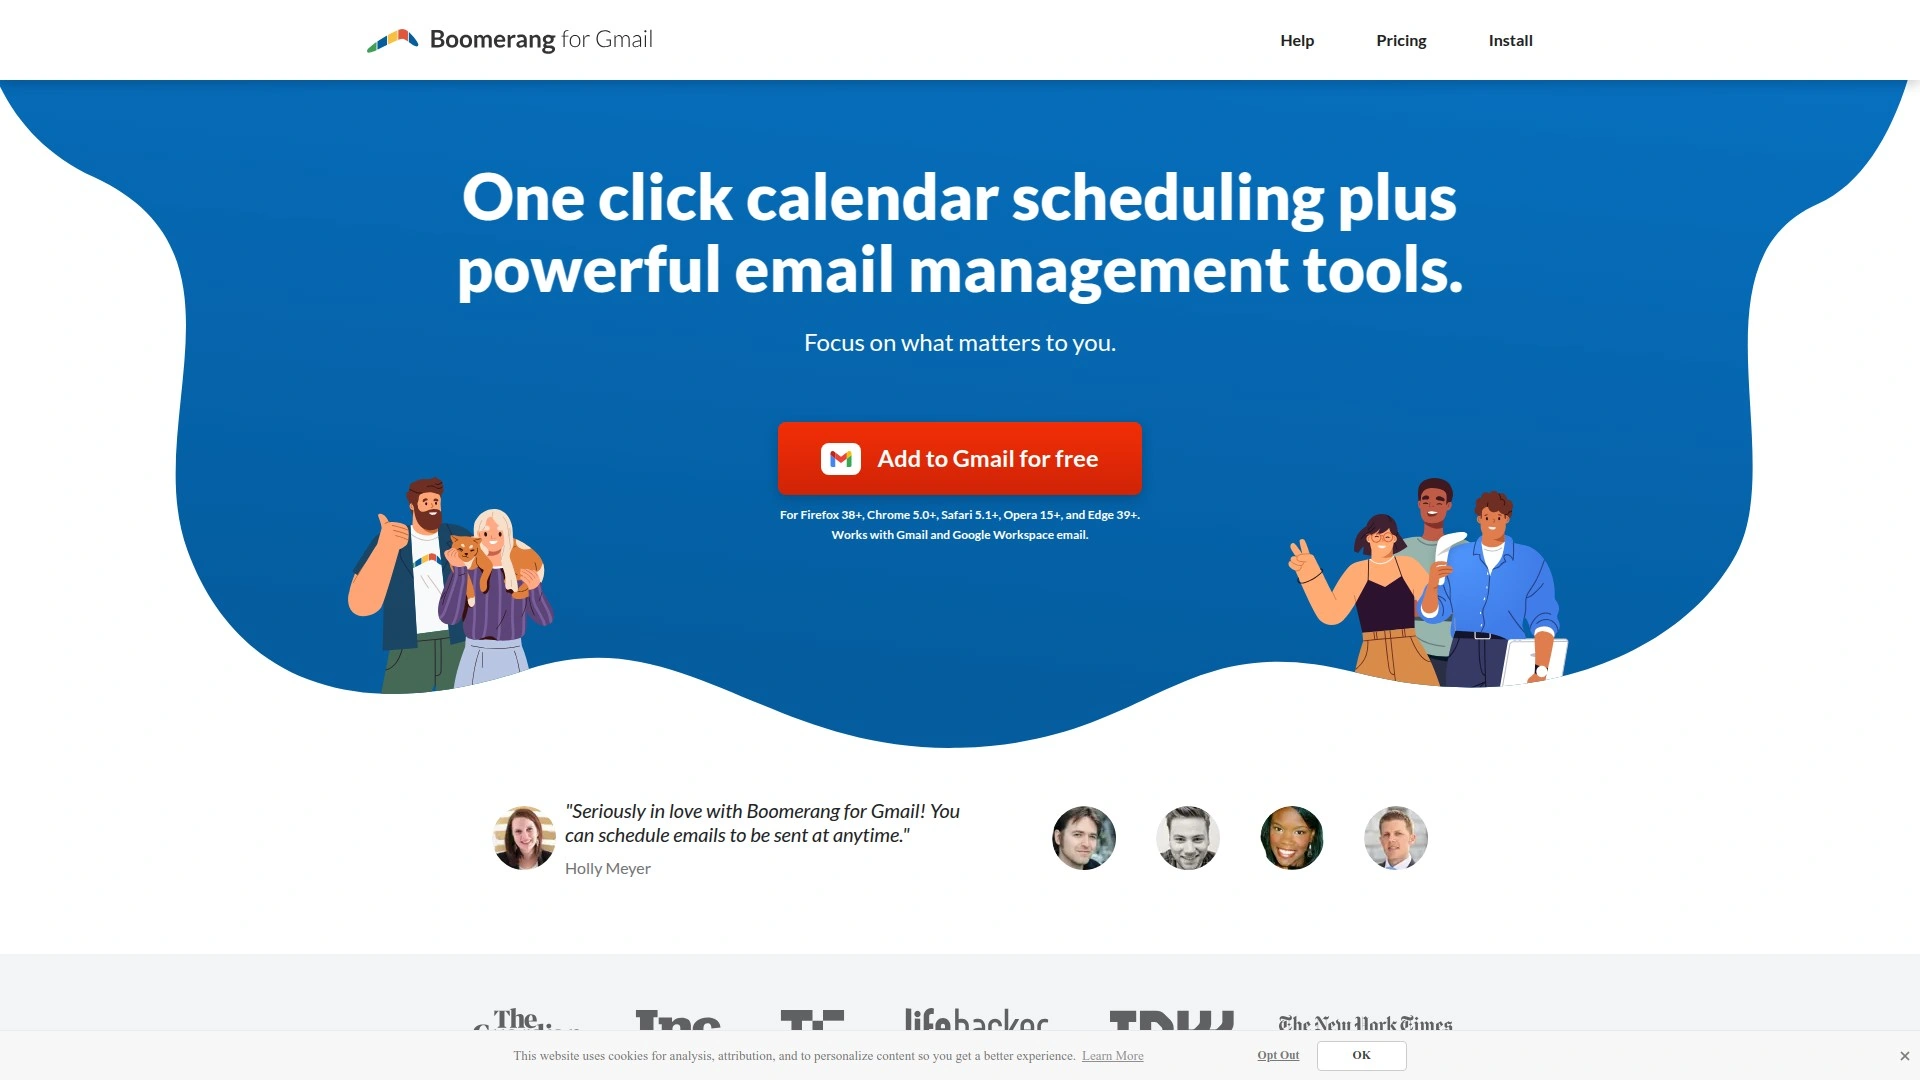 Boomerang for Gmail
Help
Pricing
Install
One click calendar scheduling plus
powerful email management tools.
Focus on what matters to you.
Add to Gmail for free
For Firefox 38+, Chrome 5.0+, Safari 5.1+, Opera 15+, and Edge 39+.
Works with Gmail and Google Workspace email.
"Seriously in love with Boomerang for Gmail! You
can schedule emails to be sent at anytime."
Holly Meyer
The
Inc
lifehacker
The New York Times
This website uses cookies for analysis, attribution, and to personalize content so you get a better experience. Learn More
Opt Out
OK